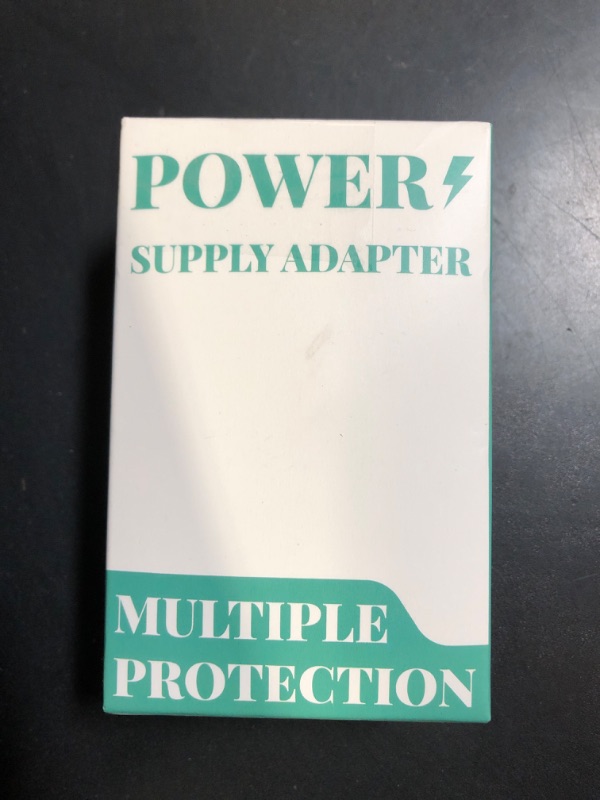 POWER
SUPPLY ADAPTER
MULTIPLE
PROTECTION